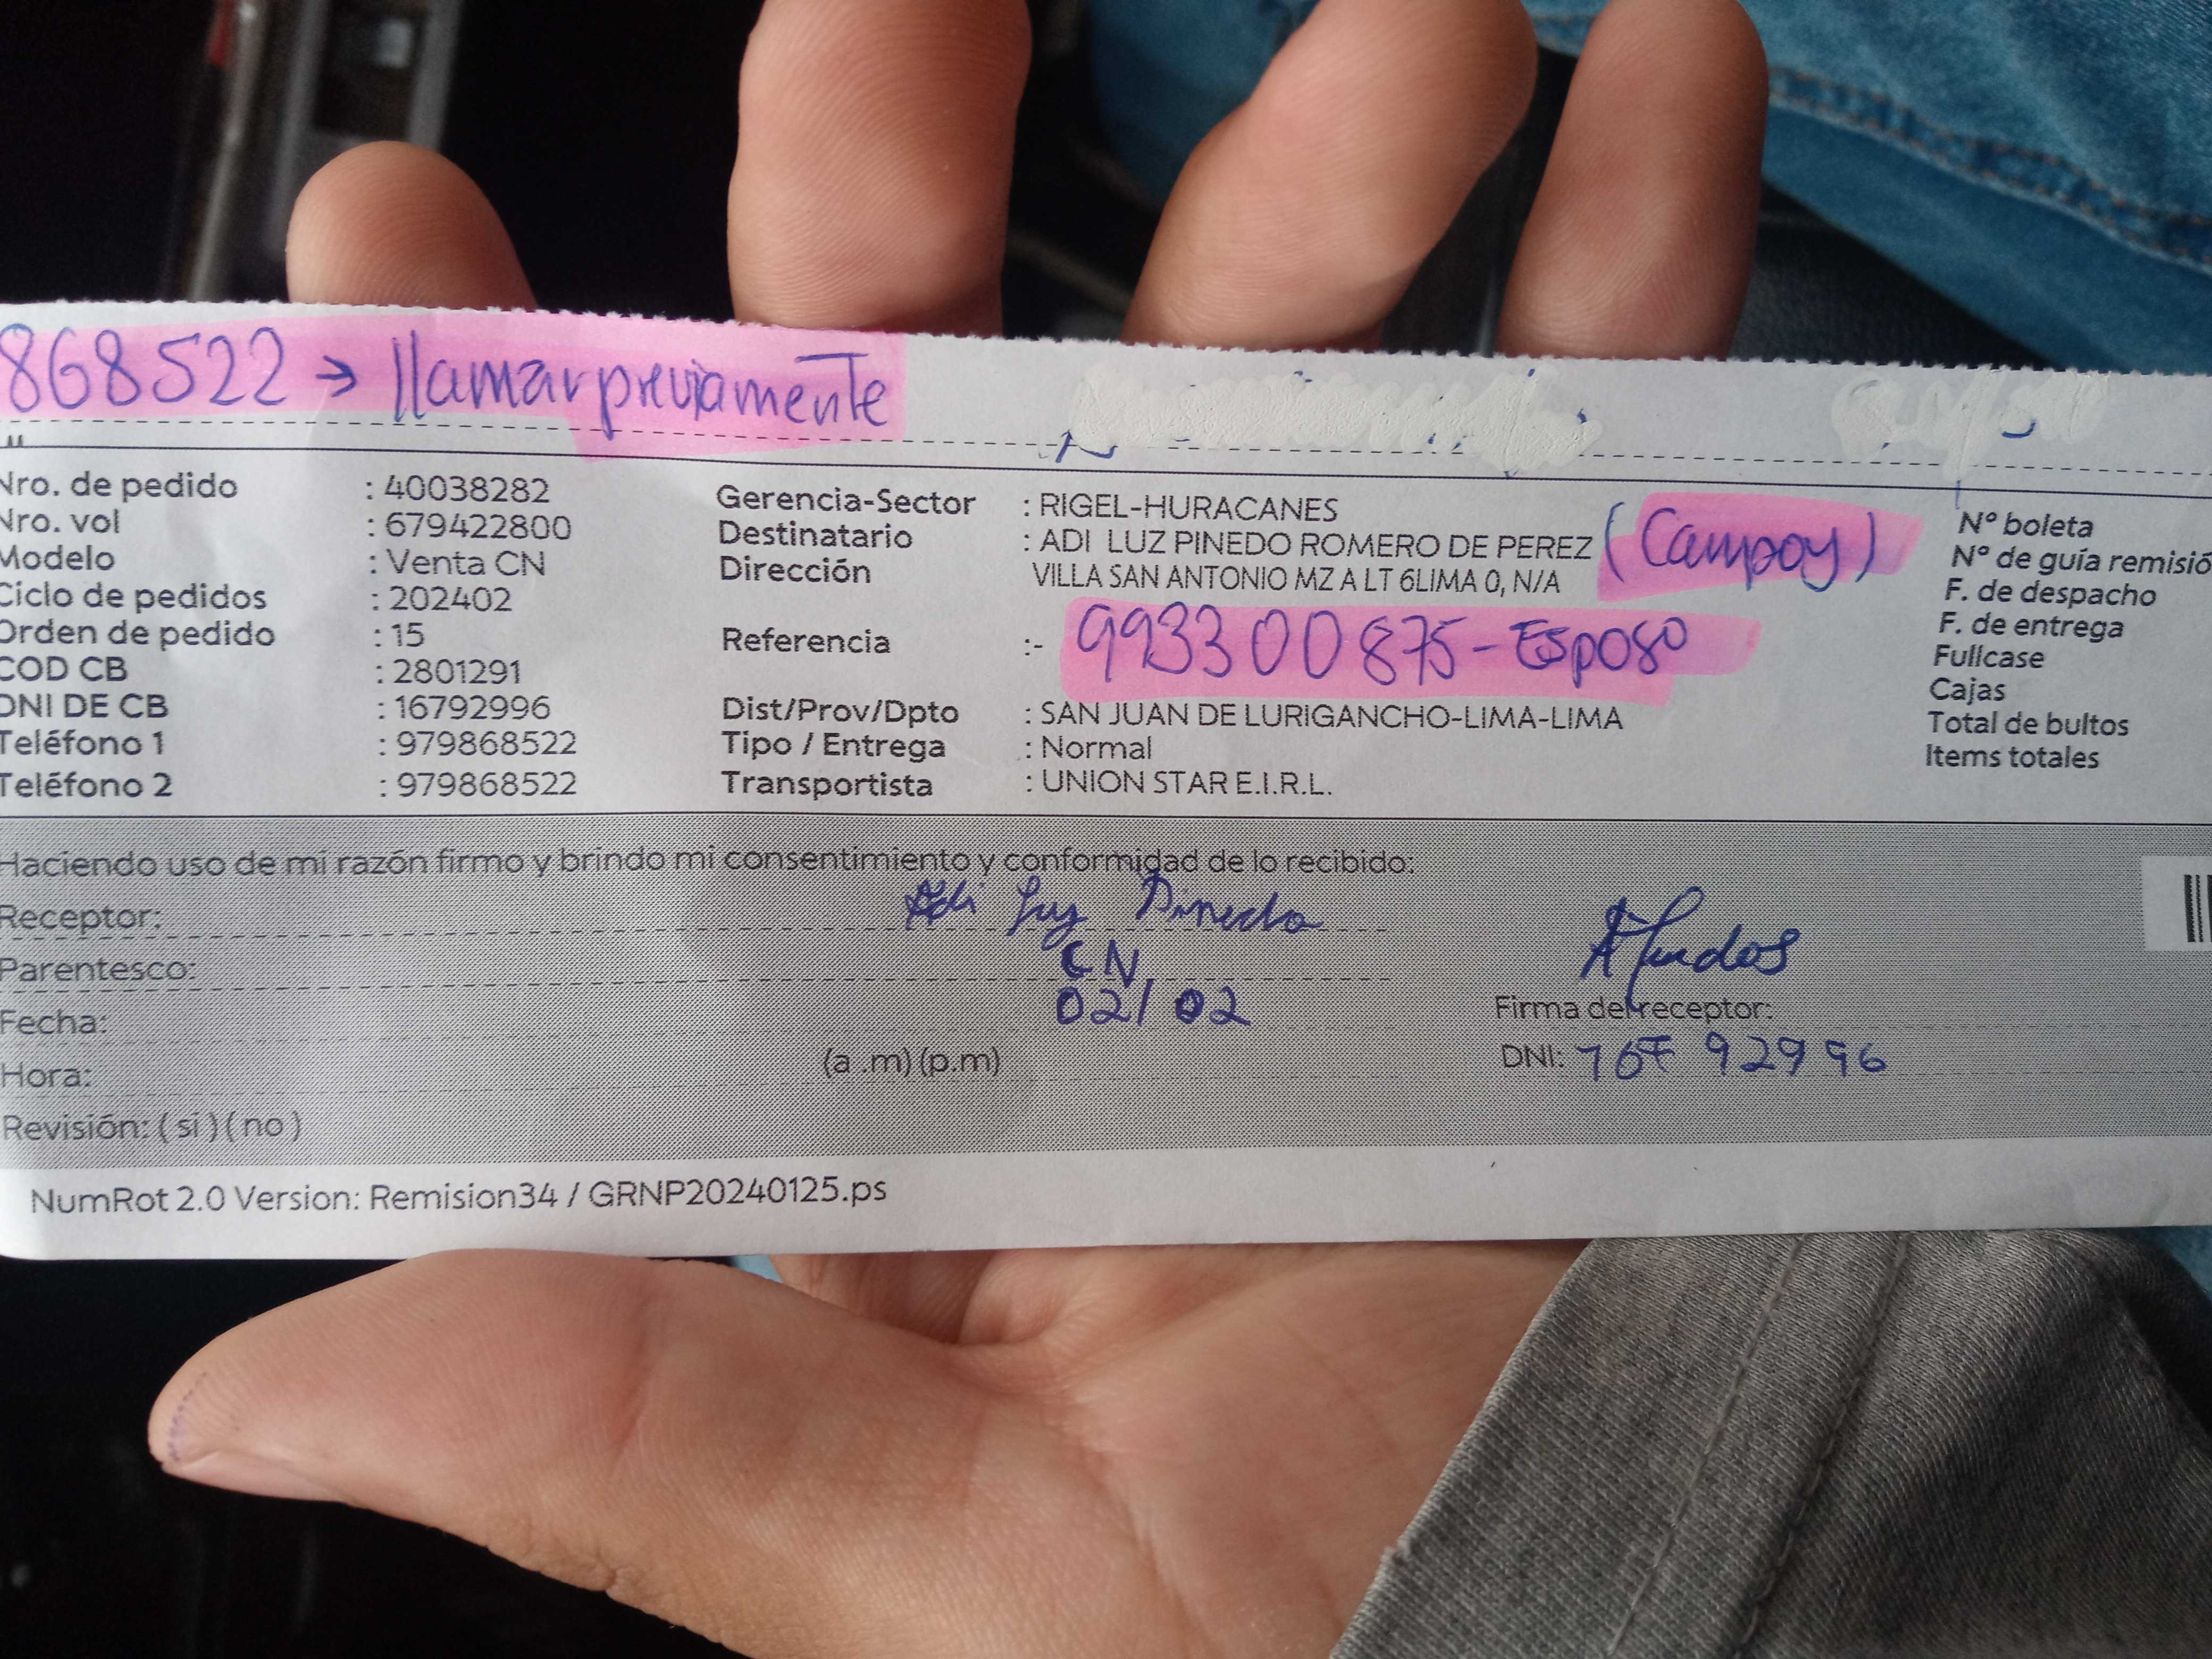 868522 → llamar previamente
Nro. de pedido : 40038282
Nro. vol : 679422800
Modelo : Venta CN
Ciclo de pedidos : 202402
Orden de pedido : 15
COD CB : 2801291
DNI DE CB : 16792996
Teléfono 1 : 979868522
Teléfono 2 : 979868522
Gerencia-Sector : RIGEL-HURACANES
Destinatario : ADI LUZ PINEDO ROMERO DE PEREZ (Campoy)
Dirección VILLA SAN ANTONIO MZ A LT 6LIMA 0, N/A
Referencia :- 993300875-Esposo
Dist/Prov/Dpto : SAN JUAN DE LURIGANCHO-LIMA-LIMA
Tipo / Entrega : Normal
Transportista : UNION STAR E.I.R.L.
N° boleta
N° de guía remisió
F. de despacho
F. de entrega
Fullcase
Cajas
Total de bultos
Items totales
Haciendo uso de mi razón firmo y brindo mi consentimiento y conformidad de lo recibido:
Receptor: Adi Luz Pinedo
Parentesco: CN
Fecha: 02/02
Hora: (a .m) (p.m)
Revisión: ( si ) ( no )
Firma del receptor:
DNI: 167 92996
NumRot 2.0 Version: Remision34 / GRNP20240125.ps